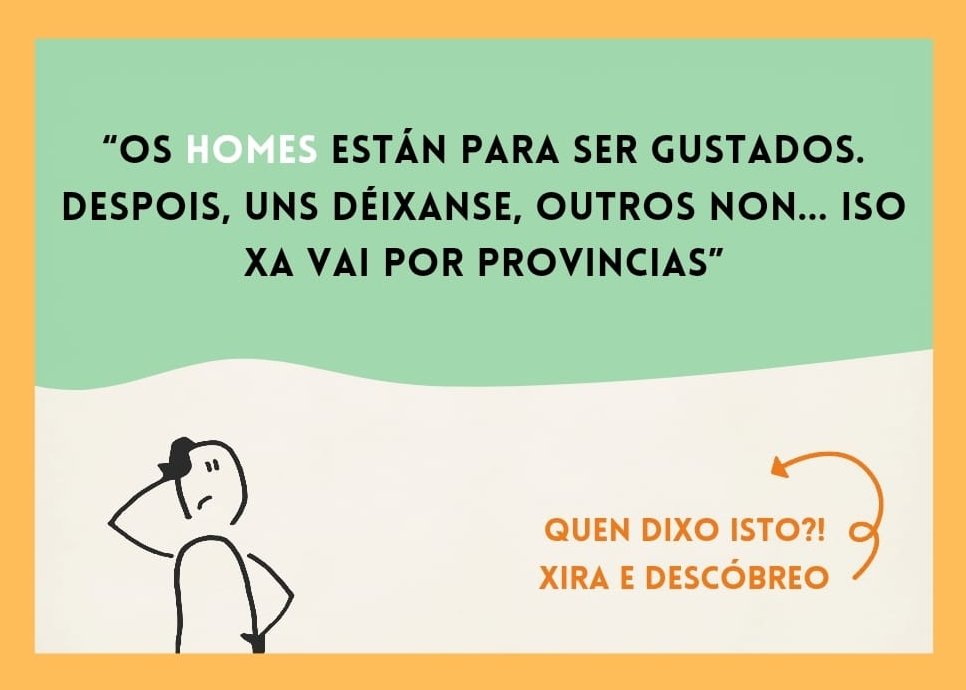 “OS HOMES ESTÁN PARA SER GUSTADOS.
DESPOIS, UNS DÉIXANSE, OUTROS NON... ISO
XA VAI POR PROVINCIAS”
QUEN DIXO ISTO?!
XIRA E DESCÓBREO